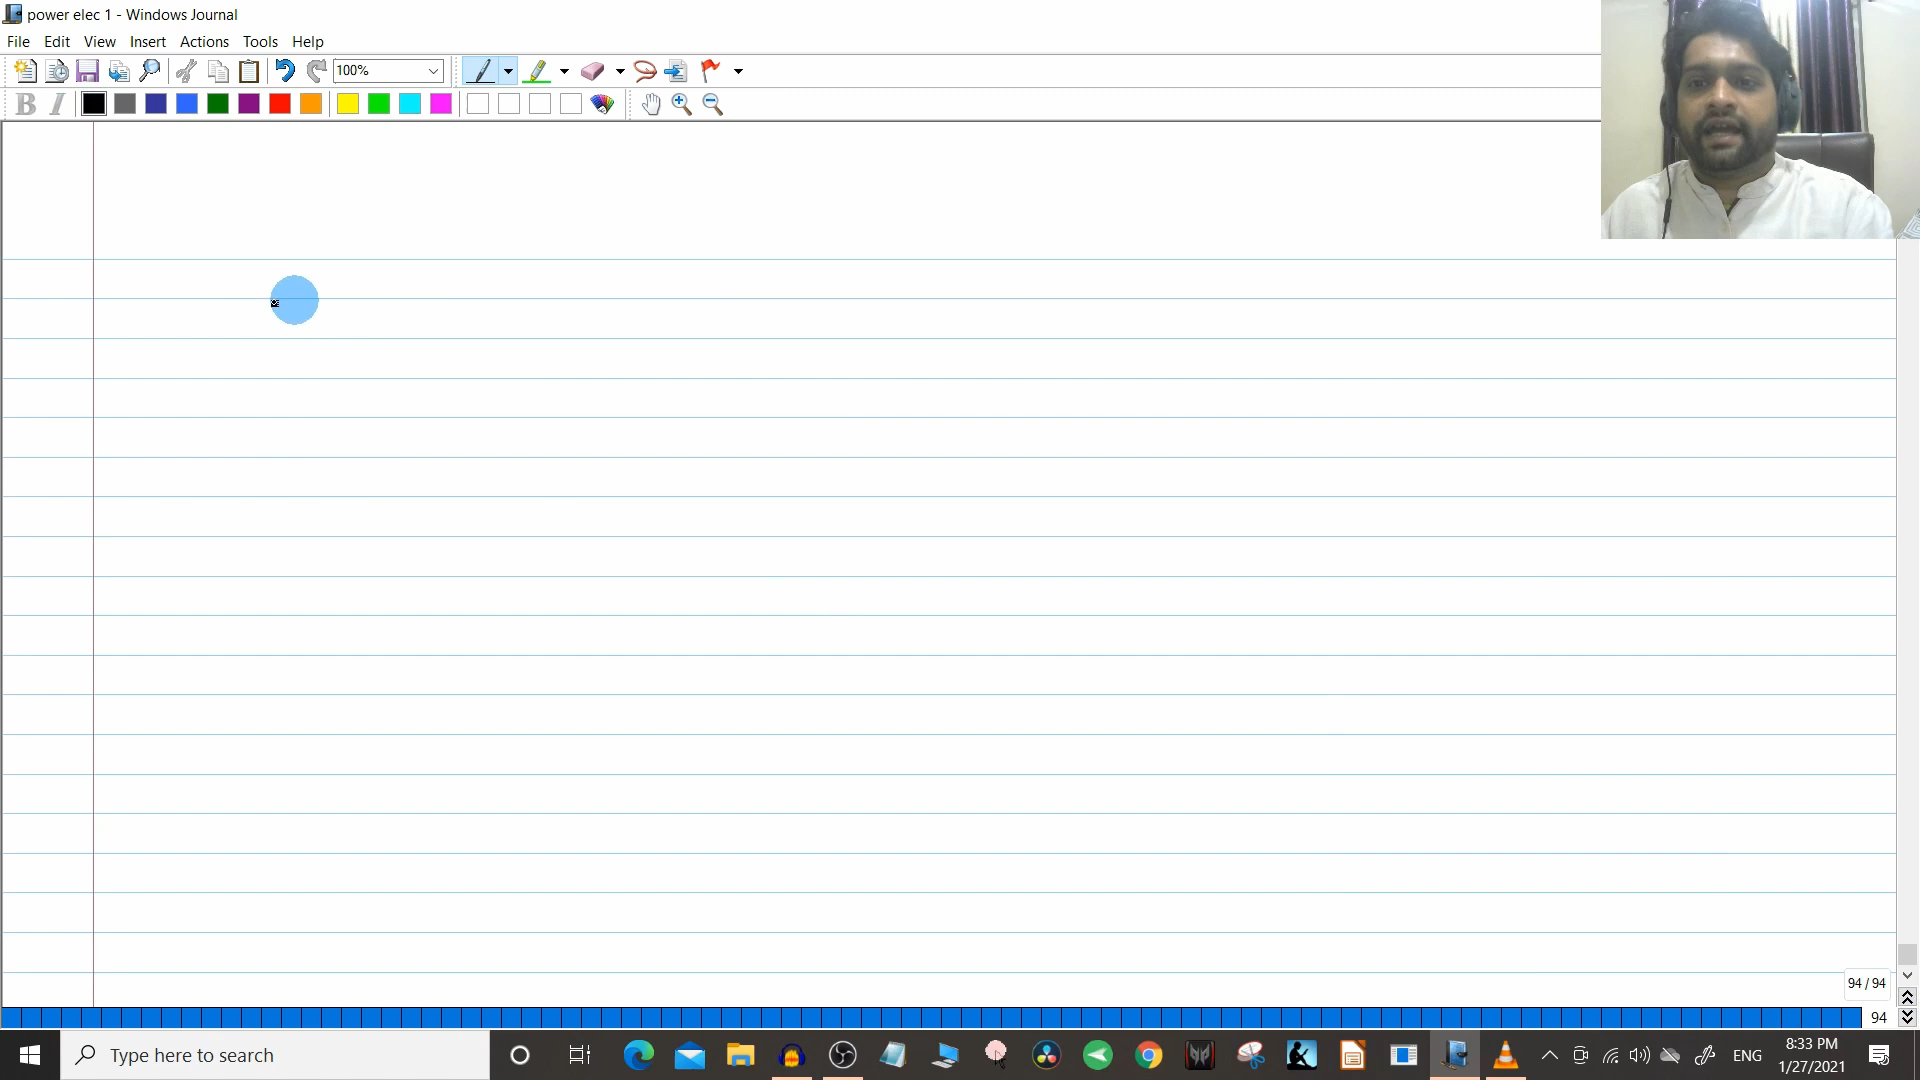 power elec 1 - Windows Journal
File Edit View Insert Actions Tools Help
100%
B I
94 / 94
94
Type here to search
ENG
8:33 PM
1/27/2021